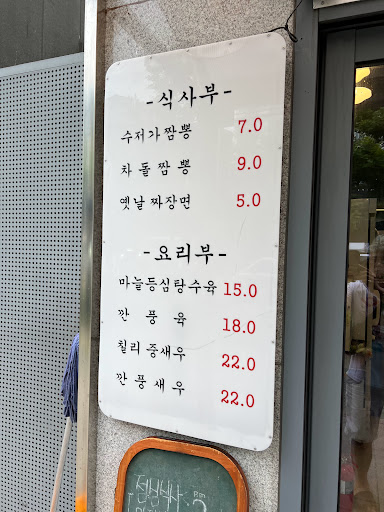 -식사부-
수저가짬뽕 7.0
차돌짬뽕 9.0
옛날짜장면 5.0
-요리부-
마늘등심탕수육 15.0
깐풍육 18.0
칠리중새우 22.0
깐풍새우 22.0